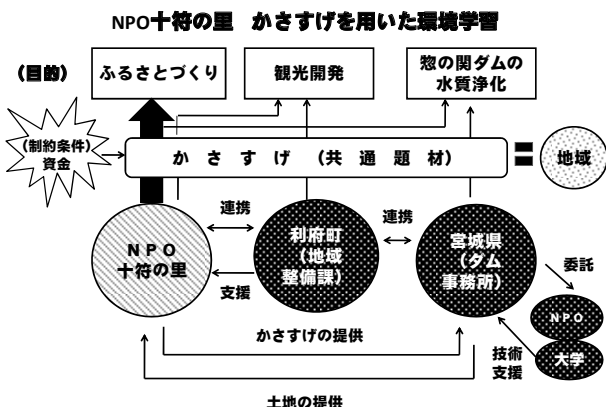 NPO十符の里　かさすげを用いた環境学習
（目的）
ふるさとづくり
観光開発
惣の関ダムの
水質浄化
（制約条件）
資金
かさすげ（共通題材）
＝
地域
連携
連携
NPO
十符の里
利府町
（地域
整備課）
宮城県
（ダム
事務所）
支援
委託
NPO
大学
かさすげの提供
技術
支援
土地の提供